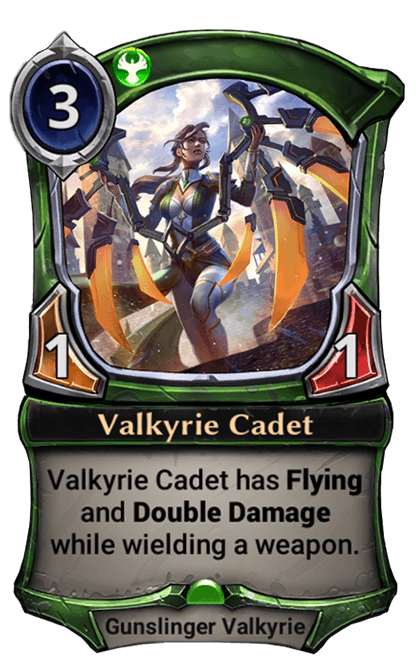 3
1
1
Valkyrie Cadet
Valkyrie Cadet has Flying
and Double Damage
while wielding a weapon.
Gunslinger Valkyrie